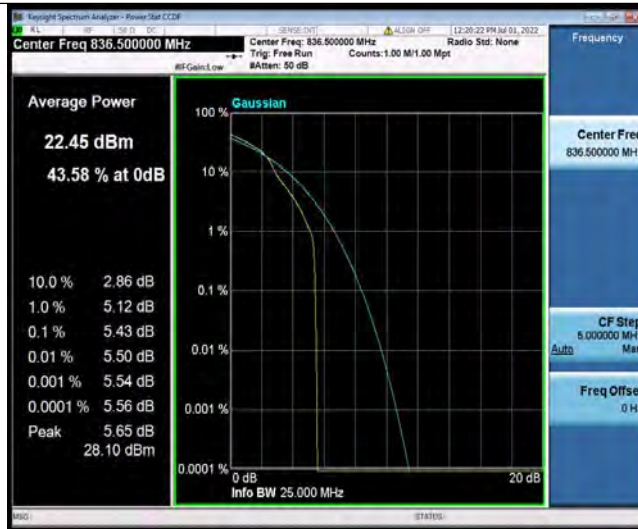 Keysight Spectrum Analyzer - Power Stat CCDF
RL RF 50 Ω DC SENSE:INT ALIGN OFF 12:20:22 PM Jul 01, 2022
Center Freq 836.500000 MHz
Center Freq: 836.500000 MHz Radio Std: None
Trig: Free Run Counts:1.00 M/1.00 Mpt
#IFGain:Low #Atten: 50 dB
Frequency
Average Power
22.45 dBm
43.58 % at 0dB
10.0 % 2.86 dB
1.0 % 5.12 dB
0.1 % 5.43 dB
0.01 % 5.50 dB
0.001 % 5.54 dB
0.0001 % 5.56 dB
Peak 5.65 dB
28.10 dBm
Gaussian
100 %
10 %
1 %
0.1 %
0.01 %
0.001 %
0.0001 %
0 dB 20 dB
Info BW 25.000 MHz
Center Freq
836.500000 MH
CF Step
5.000000 MH
Auto Ma
Freq Offse
0 H
MSG STATUS